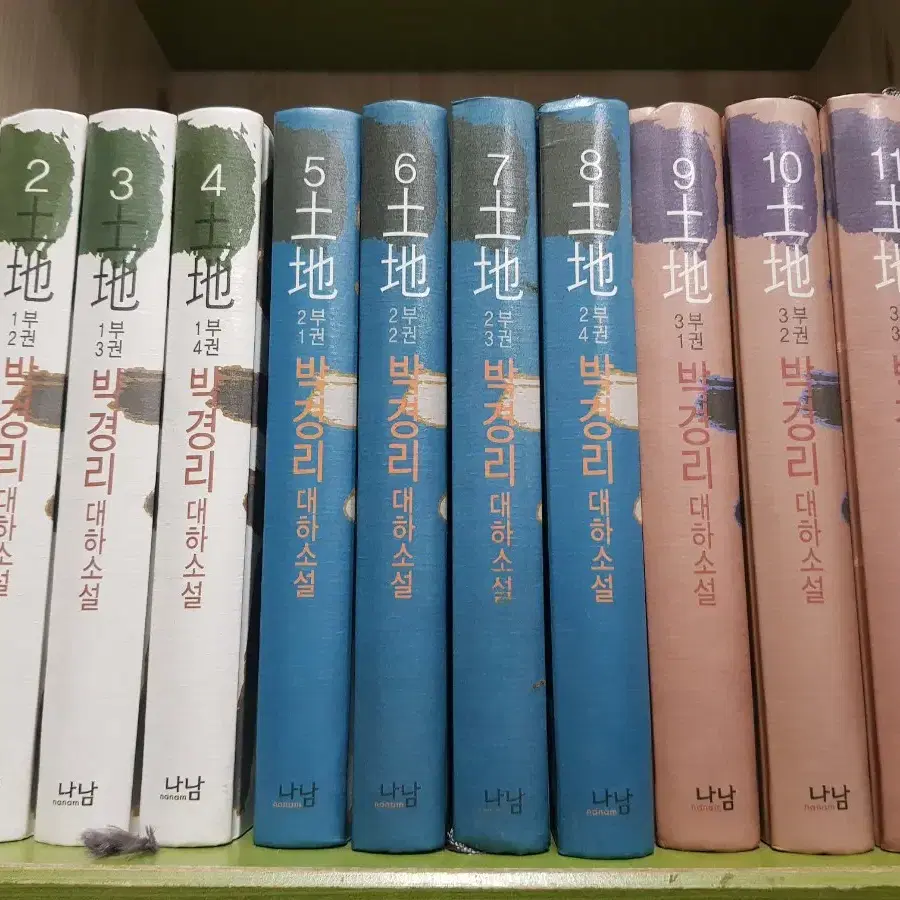 2
土地
1부
2권
박경리 대하소설
3
土地
1부
3권
박경리 대하소설
나남
nanam
4
土地
1부
4권
박경리 대하소설
나남
nanam
5
土地
2부
1권
박경리 대하소설
나남
nanam
6
土地
2부
2권
박경리 대하소설
나남
nanam
7
土地
2부
3권
박경리 대하소설
나남
nanam
8
土地
2부
4권
박경리 대하소설
나남
nanam
9
土地
3부
1권
박경리 대하소설
나남
nanam
10
土地
3부
2권
박경리 대하소설
나남
nanam
11
土地
3
3